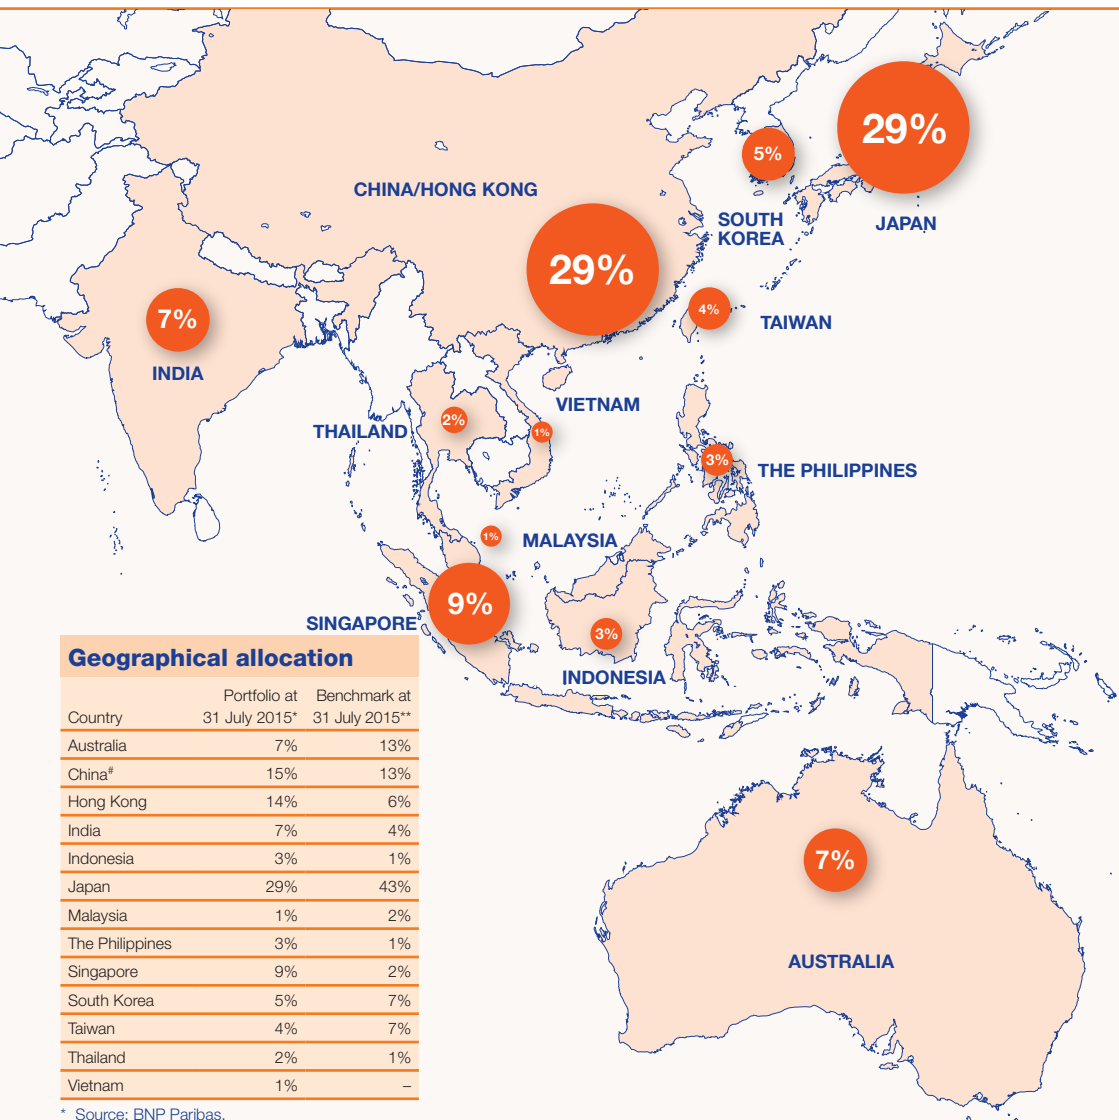 29%
5%
CHINA/HONG KONG
SOUTH
KOREA
JAPAN
29%
7%
4%
TAIWAN
INDIA
VIETNAM
2%
THAILAND
1%
3%
THE PHILIPPINES
1%
MALAYSIA
9%
SINGAPORE
3%
INDONESIA
7%
AUSTRALIA
Geographical allocation
Country Portfolio at 31 July 2015* Benchmark at 31 July 2015**
Australia 7% 13%
China# 15% 13%
Hong Kong 14% 6%
India 7% 4%
Indonesia 3% 1%
Japan 29% 43%
Malaysia 1% 2%
The Philippines 3% 1%
Singapore 9% 2%
South Korea 5% 7%
Taiwan 4% 7%
Thailand 2% 1%
Vietnam 1% –
* Source: BNP Paribas.